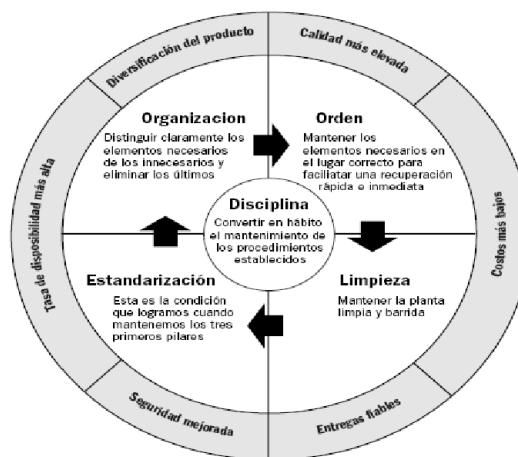 Diversificación del producto
Calidad más elevada
Organizacion
Distinguir claramente los
elementos necesarios
de los innecesarios y
eliminar los últimos
Orden
Mantener los
elementos necesarios en
el lugar correcto para
faciliatar una recuperación
ràpida e inmediata
Disciplina
Convertir en hábito
el mantenimiento de
los procedimientos
establecidos
Tasa de disposibilidad más alta
Costos más bajos
Estandarización
Esta es la condición
que logramos cuando
mantenemos los tres
primeros pilares
Limpieza
Mantener la planta
limpia y barrida
Seguridad mejorada
Entregas fiables